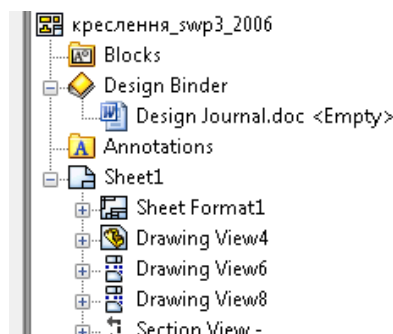 креслення_swp3_2006
Blocks
Design Binder
Design Journal.doc <Empty>
Annotations
Sheet1
Sheet Format1
Drawing View4
Drawing View6
Drawing View8
Section View -